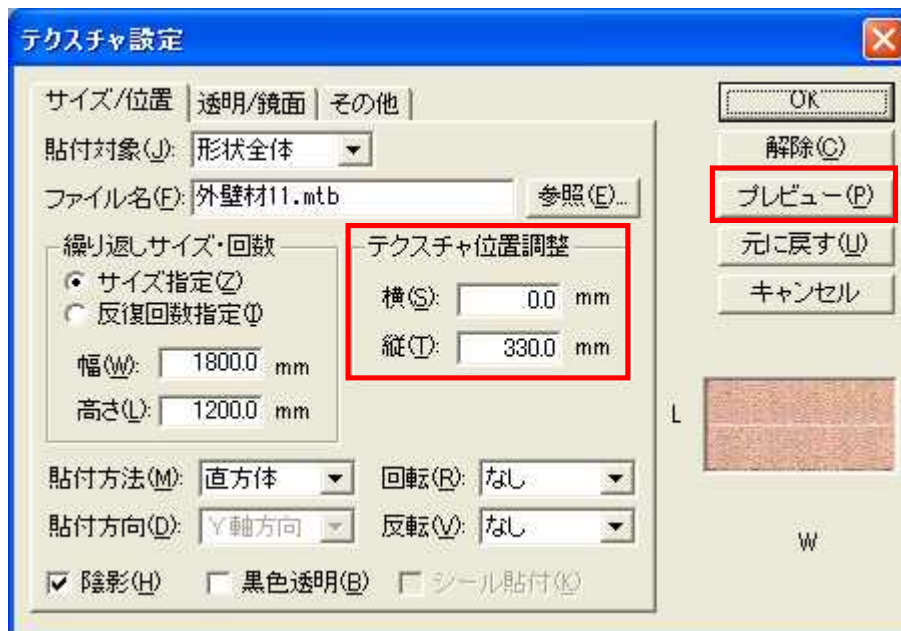 テクスチャ設定
サイズ/位置 透明/鏡面 その他
貼付対象(J): 形状全体
ファイル名(F): 外壁材11.mtb 参照(E)...
繰り返しサイズ・回数
サイズ指定(Z)
反復回数指定(I)
幅(W): 1800.0 mm
高さ(L): 1200.0 mm
テクスチャ位置調整
横(S): 0.0 mm
縦(T): 330.0 mm
貼付方法(M): 直方体 回転(R): なし
貼付方向(D): Y軸方向 反転(V): なし
陰影(H) 黒色透明(B) シール貼付(K)
OK
解除(C)
プレビュー(P)
元に戻す(U)
キャンセル
L
W